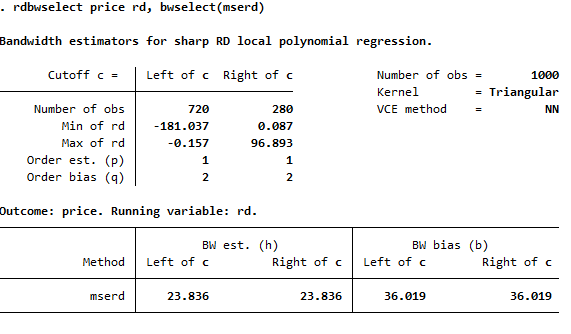 . rdbwselect price rd, bwselect(mserd)
Bandwidth estimators for sharp RD local polynomial regression.
Cutoff c = Left of c Right of c Number of obs = 1000
Kernel = Triangular
Number of obs 720 280 VCE method = NN
Min of rd -181.037 0.087
Max of rd -0.157 96.893
Order est. (p) 1 1
Order bias (q) 2 2
Outcome: price. Running variable: rd.
BW est. (h) BW bias (b)
Method Left of c Right of c Left of c Right of c
mserd 23.836 23.836 36.019 36.019